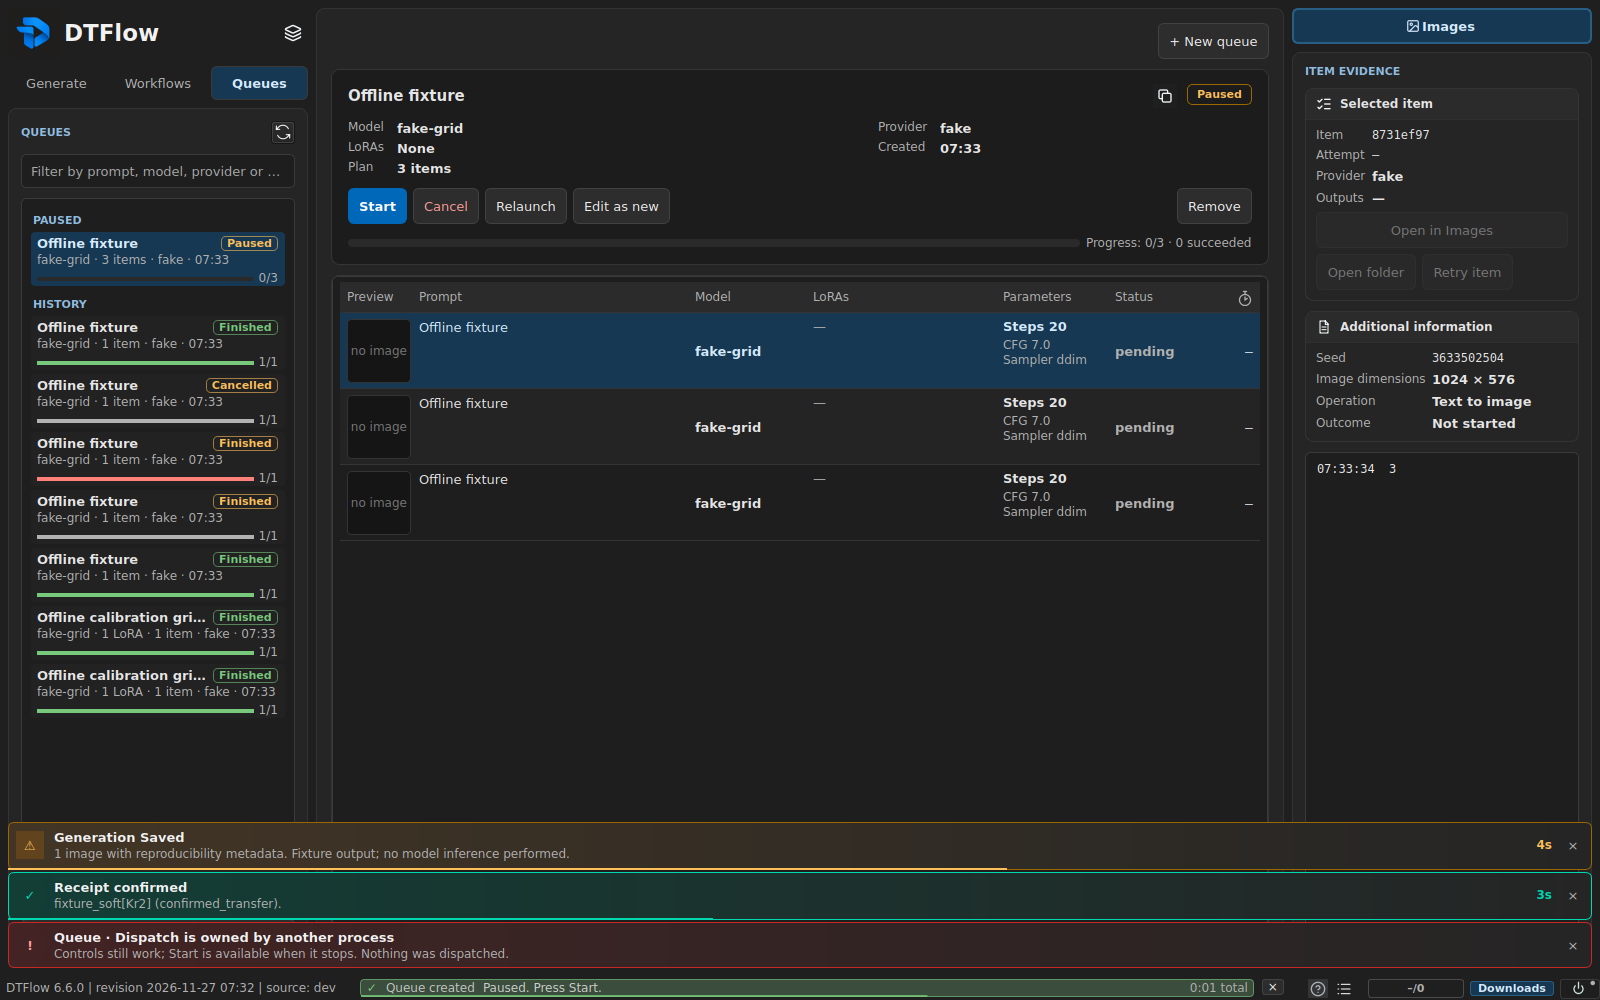 DTFlow
Generate Workflows Queues
QUEUES
Filter by prompt, model, provider or ...
PAUSED
Offline fixture Paused
fake-grid · 3 items · fake · 07:33
0/3
HISTORY
Offline fixture Finished
fake-grid · 1 item · fake · 07:33
1/1
Offline fixture Cancelled
fake-grid · 1 item · fake · 07:33
1/1
Offline fixture Finished
fake-grid · 1 item · fake · 07:33
1/1
Offline fixture Finished
fake-grid · 1 item · fake · 07:33
1/1
Offline fixture Finished
fake-grid · 1 item · fake · 07:33
1/1
Offline calibration gri... Finished
fake-grid · 1 LoRA · 1 item · fake · 07:33
1/1
Offline calibration gri... Finished
fake-grid · 1 LoRA · 1 item · fake · 07:33
1/1
+ New queue
Offline fixture Paused
Model fake-grid Provider fake
LoRAs None Created 07:33
Plan 3 items
Start Cancel Relaunch Edit as new Remove
Progress: 0/3 · 0 succeeded
Preview Prompt Model LoRAs Parameters Status
no image Offline fixture fake-grid — Steps 20 pending –
CFG 7.0
Sampler ddim
no image Offline fixture fake-grid — Steps 20 pending –
CFG 7.0
Sampler ddim
no image Offline fixture fake-grid — Steps 20 pending –
CFG 7.0
Sampler ddim
Images
ITEM EVIDENCE
Selected item
Item 8731ef97
Attempt –
Provider fake
Outputs —
Open in Images
Open folder Retry item
Additional information
Seed 3633502504
Image dimensions 1024 × 576
Operation Text to image
Outcome Not started
07:33:34 3
Generation Saved
1 image with reproducibility metadata. Fixture output; no model inference performed.
4s ×
Receipt confirmed
fixture_soft[Kr2] (confirmed_transfer).
3s ×
Queue · Dispatch is owned by another process
Controls still work; Start is available when it stops. Nothing was dispatched.
×
DTFlow 6.6.0 | revision 2026-11-27 07:32 | source: dev
✓ Queue created Paused. Press Start. 0:01 total ×
–/0 Downloads